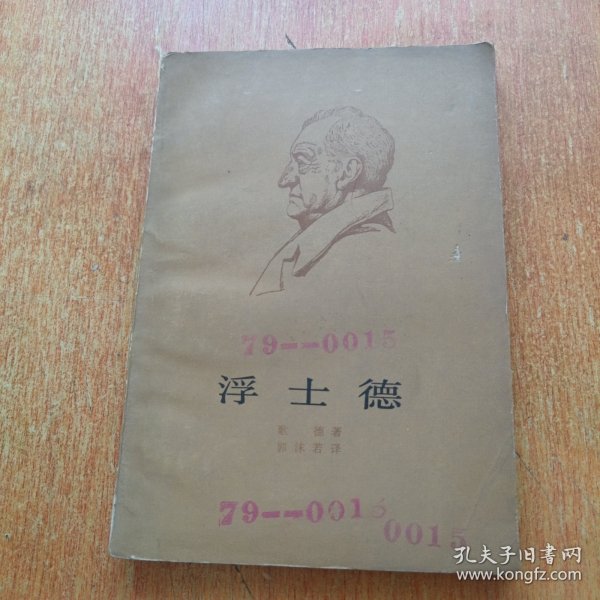 79--0015
浮士德
歌 德著
郭沫若译
79--001
0015
孔夫子旧书网
www.kongfz.com